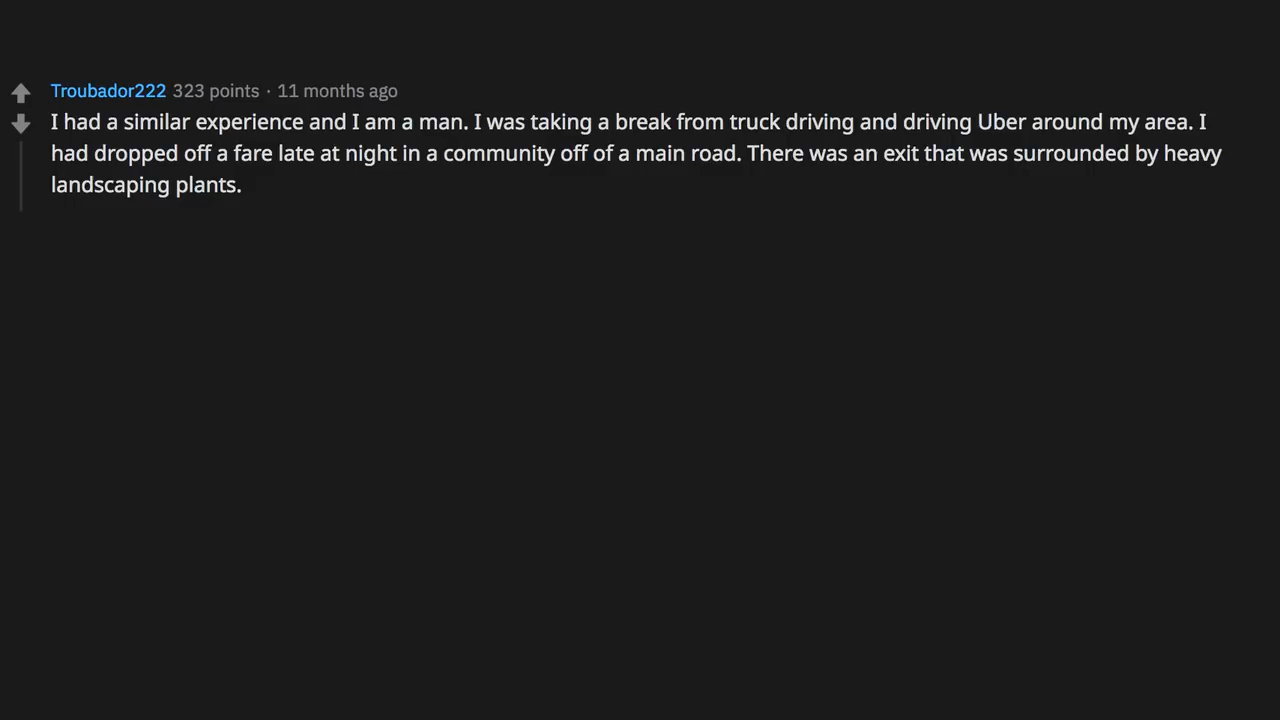 Troubador222 323 points · 11 months ago
I had a similar experience and I am a man. I was taking a break from truck driving and driving Uber around my area. I
had dropped off a fare late at night in a community off of a main road. There was an exit that was surrounded by heavy
landscaping plants.